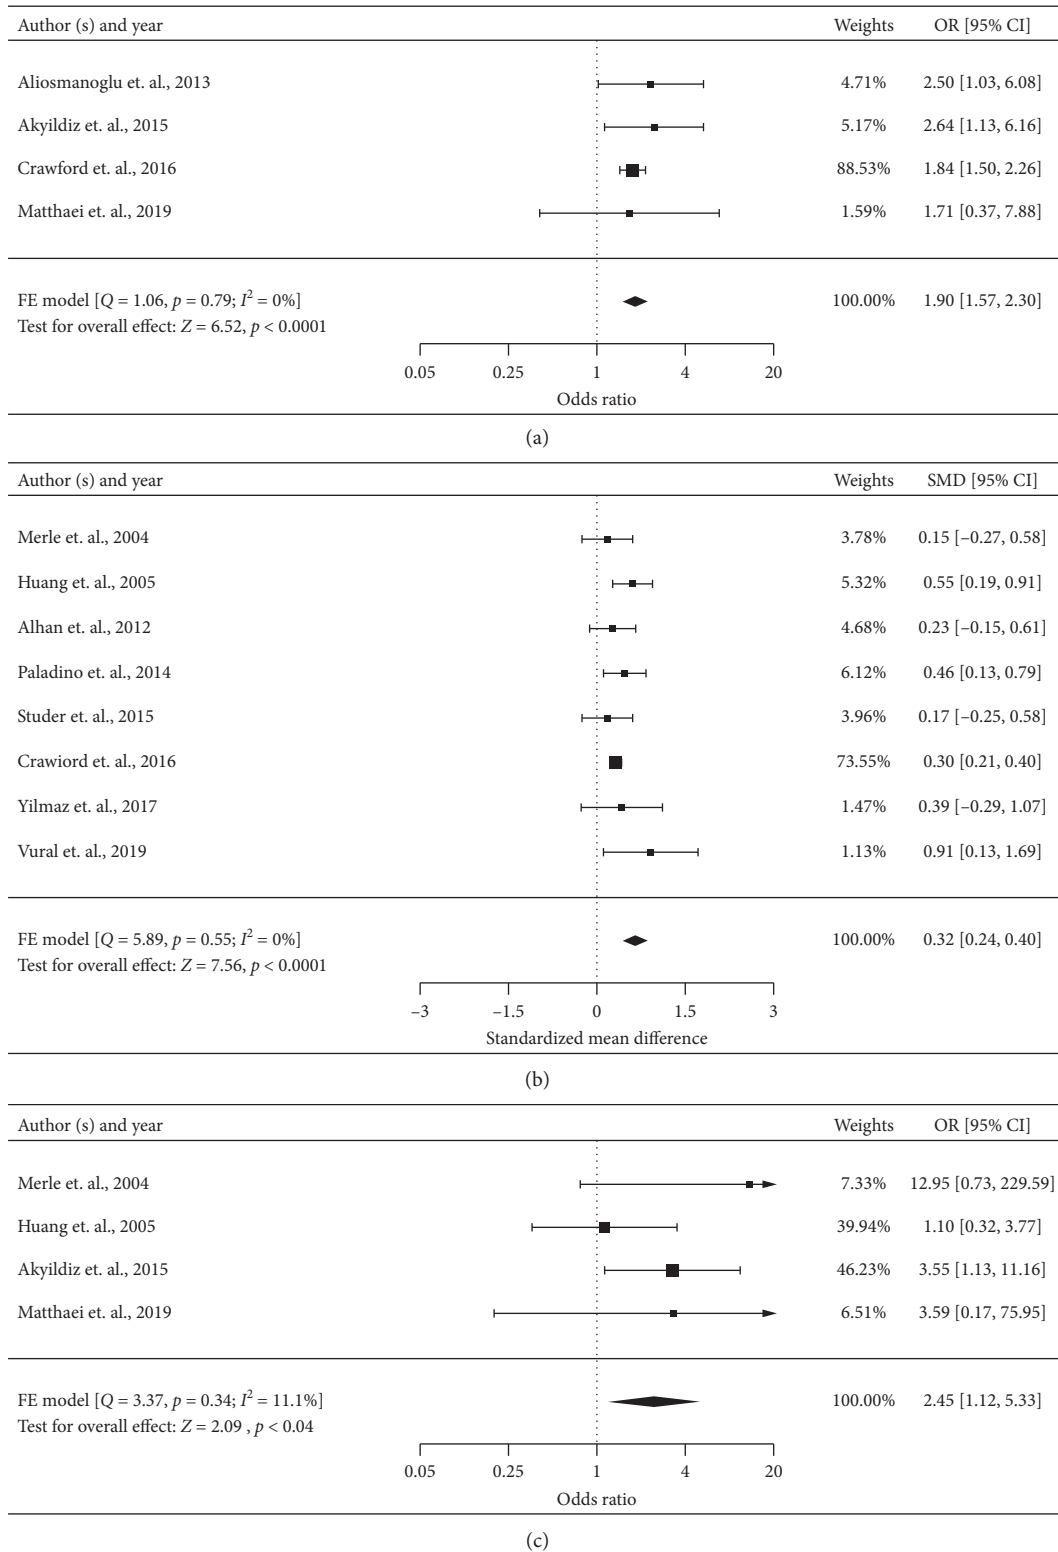 Author (s) and year Weights OR [95% CI]
Aliosmanoglu et. al., 2013 4.71% 2.50 [1.03, 6.08]
Akyildiz et. al., 2015 5.17% 2.64 [1.13, 6.16]
Crawford et. al., 2016 88.53% 1.84 [1.50, 2.26]
Matthaei et. al., 2019 1.59% 1.71 [0.37, 7.88]
FE model [Q = 1.06, p = 0.79; I² = 0%] 100.00% 1.90 [1.57, 2.30]
Test for overall effect: Z = 6.52, p < 0.0001
0.05 0.25 1 4 20
Odds ratio
(a)
Author (s) and year Weights SMD [95% CI]
Merle et. al., 2004 3.78% 0.15 [–0.27, 0.58]
Huang et. al., 2005 5.32% 0.55 [0.19, 0.91]
Alhan et. al., 2012 4.68% 0.23 [–0.15, 0.61]
Paladino et. al., 2014 6.12% 0.46 [0.13, 0.79]
Studer et. al., 2015 3.96% 0.17 [–0.25, 0.58]
Crawiord et. al., 2016 73.55% 0.30 [0.21, 0.40]
Yilmaz et. al., 2017 1.47% 0.39 [–0.29, 1.07]
Vural et. al., 2019 1.13% 0.91 [0.13, 1.69]
FE model [Q = 5.89, p = 0.55; I² = 0%] 100.00% 0.32 [0.24, 0.40]
Test for overall effect: Z = 7.56, p < 0.0001
–3 –1.5 0 1.5 3
Standardized mean difference
(b)
Author (s) and year Weights OR [95% CI]
Merle et. al., 2004 7.33% 12.95 [0.73, 229.59]
Huang et. al., 2005 39.94% 1.10 [0.32, 3.77]
Akyildiz et. al., 2015 46.23% 3.55 [1.13, 11.16]
Matthaei et. al., 2019 6.51% 3.59 [0.17, 75.95]
FE model [Q = 3.37, p = 0.34; I² = 11.1%] 100.00% 2.45 [1.12, 5.33]
Test for overall effect: Z = 2.09 , p < 0.04
0.05 0.25 1 4 20
Odds ratio
(c)